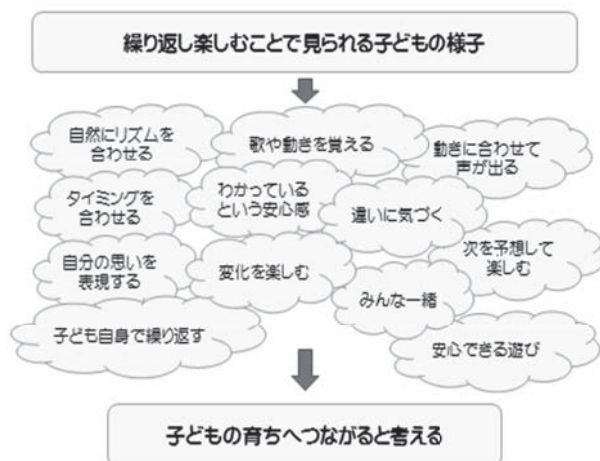 繰り返し楽しむことで見られる子どもの様子
自然にリズムを
合わせる
歌や動きを覚える
動きに合わせて
声が出る
タイミングを
合わせる
わかっている
という安心感
違いに気づく
自分の思いを
表現する
変化を楽しむ
次を予想して
楽しむ
みんな一緒
子ども自身で繰り返す
安心できる遊び
子どもの育ちへつながると考える